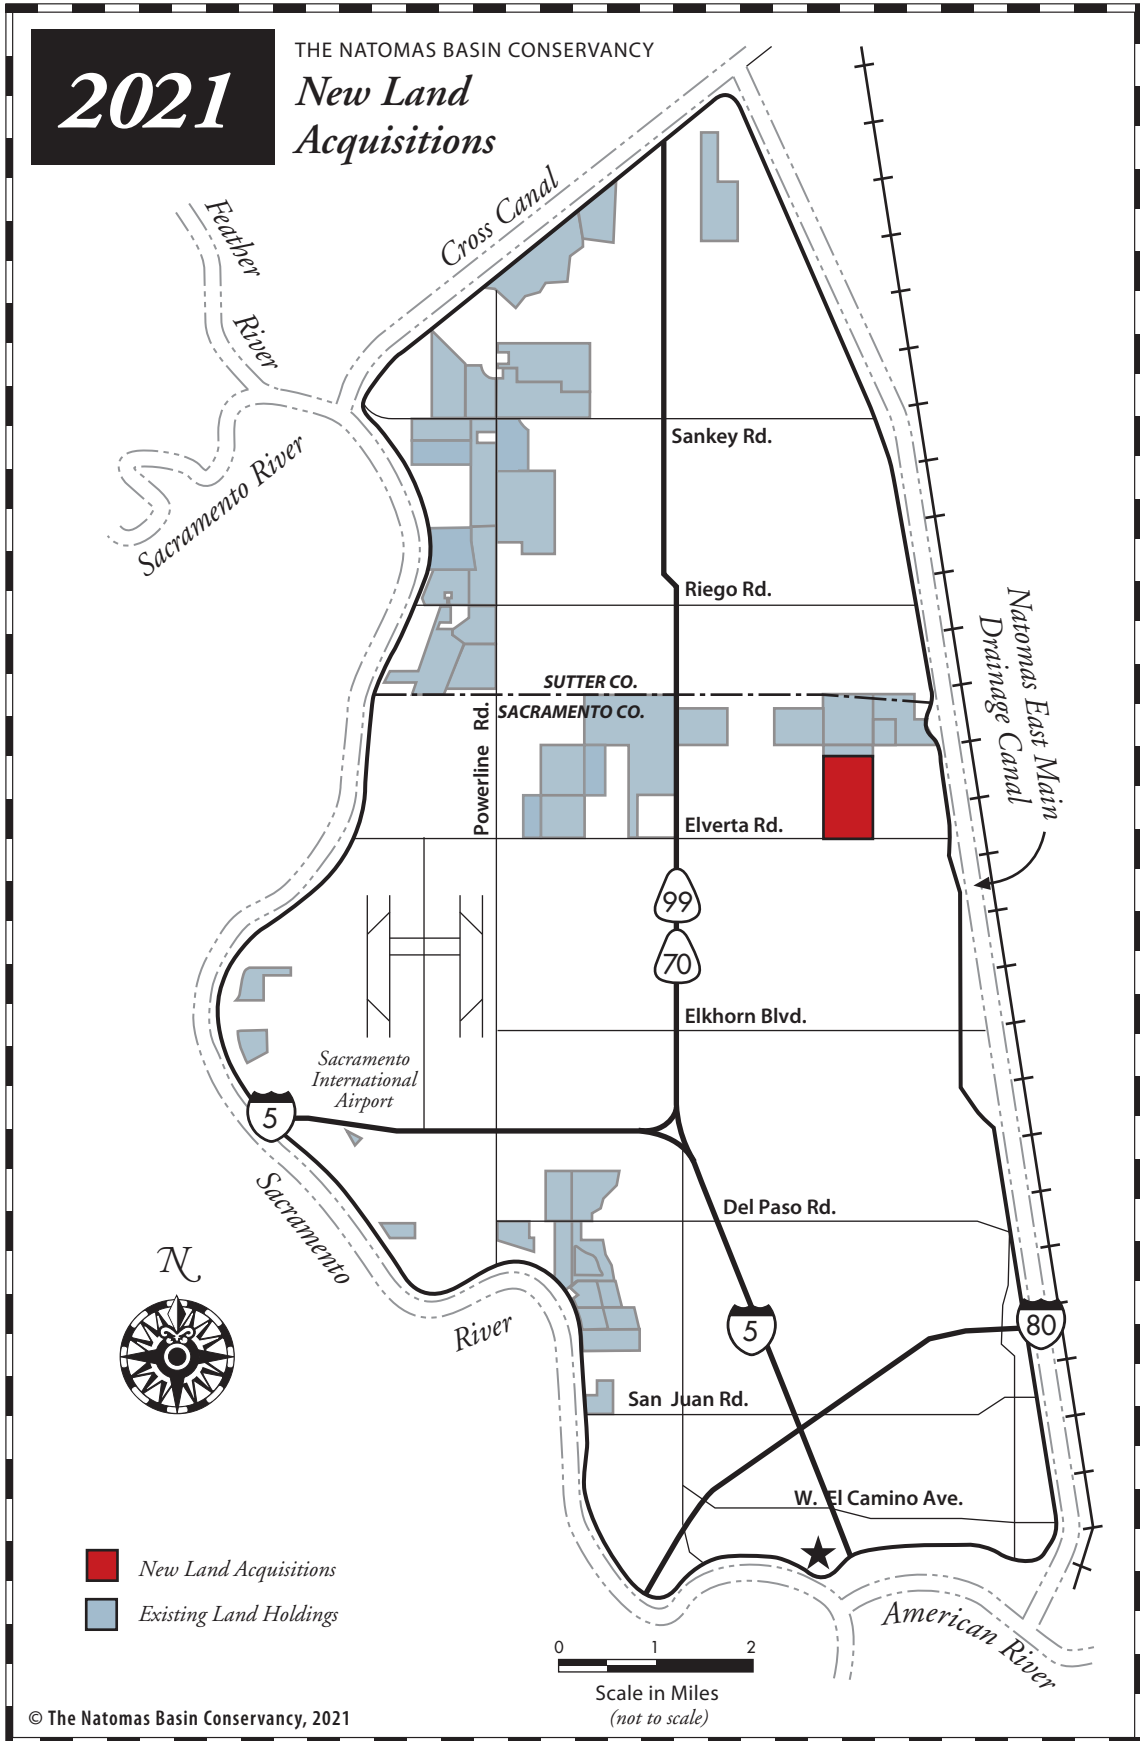 2021
THE NATOMAS BASIN CONSERVANCY
New Land
Acquisitions
Feather
River
Cross Canal
Sacramento River
Sankey Rd.
Riego Rd.
Natomas East Main
Drainage Canal
SUTTER CO.
SACRAMENTO CO.
Powerline Rd.
Elverta Rd.
99
70
Elkhorn Blvd.
Sacramento
International
Airport
5
Sacramento
River
Del Paso Rd.
N
5
80
San Juan Rd.
W. El Camino Ave.
American River
New Land Acquisitions
Existing Land Holdings
0 1 2
Scale in Miles
(not to scale)
© The Natomas Basin Conservancy, 2021